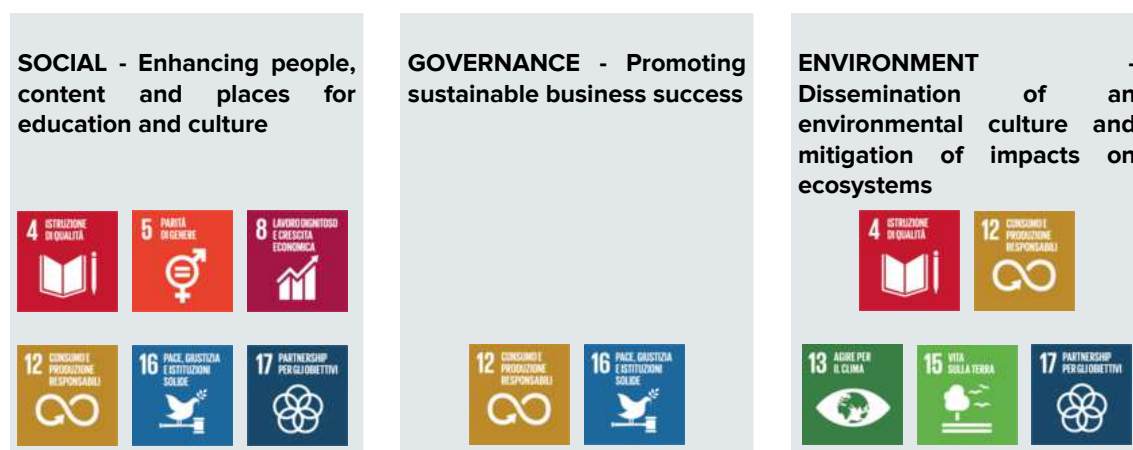 SOCIAL - Enhancing people,
content and places for
education and culture
4 ISTRUZIONE
DI QUALITÀ
5 PARITÀ
DI GENERE
8 LAVORO DIGNITOSO
E CRESCITA
ECONOMICA
12 CONSUMO E
PRODUZIONE
RESPONSABILI
16 PACE, GIUSTIZIA
E ISTITUZIONI
SOLIDE
17 PARTNERSHIP
PER GLI OBIETTIVI
GOVERNANCE - Promoting
sustainable business success
12 CONSUMO E
PRODUZIONE
RESPONSABILI
16 PACE, GIUSTIZIA
E ISTITUZIONI
SOLIDE
ENVIRONMENT -
Dissemination of an
environmental culture and
mitigation of impacts on
ecosystems
4 ISTRUZIONE
DI QUALITÀ
12 CONSUMO E
PRODUZIONE
RESPONSABILI
13 AGIRE PER
IL CLIMA
15 VITA
SULLA TERRA
17 PARTNERSHIP
PER GLI OBIETTIVI